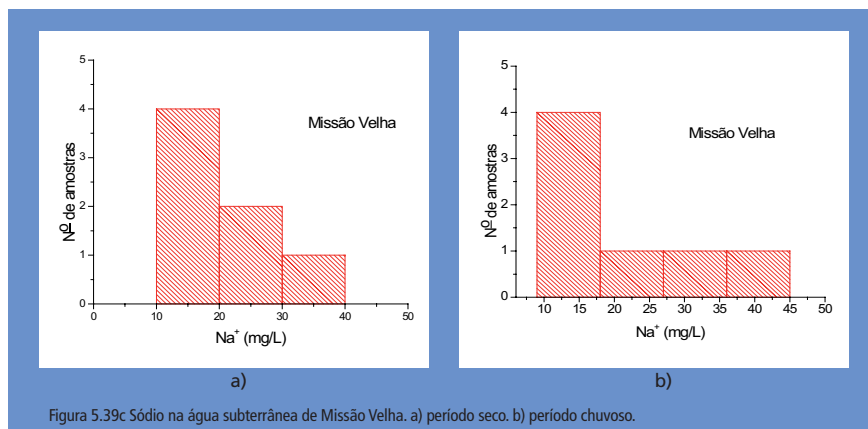 5
4
3
2
1
0
Nº de amostras
Missão Velha
0 10 20 30 40 50
Na+ (mg/L)
a)
5
4
3
2
1
0
Nº de amostras
Missão Velha
10 15 20 25 30 35 40 45 50
Na+ (mg/L)
b)
Figura 5.39c Sódio na água subterrânea de Missão Velha. a) período seco. b) período chuvoso.